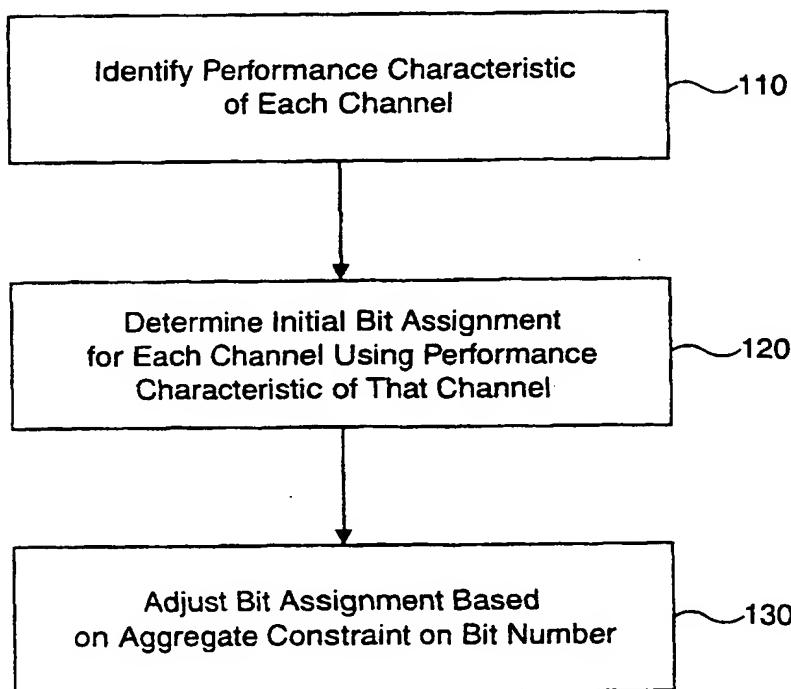 Identify Performance Characteristic
of Each Channel
110
Determine Initial Bit Assignment
for Each Channel Using Performance
Characteristic of That Channel
120
Adjust Bit Assignment Based
on Aggregate Constraint on Bit Number
130